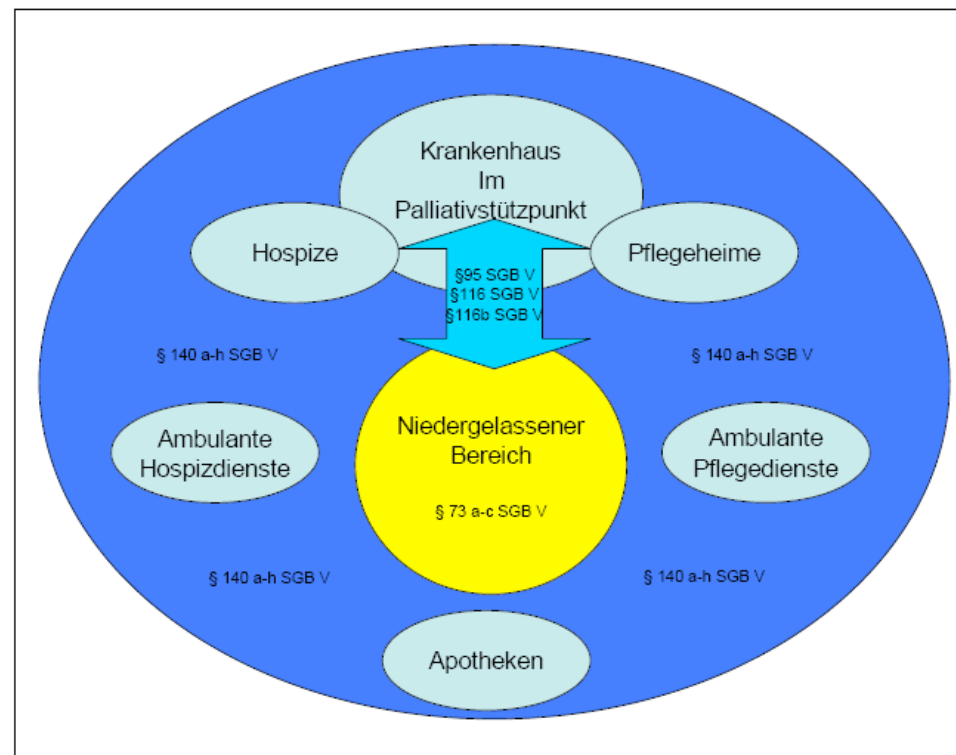 Krankenhaus
Im
Palliativstützpunkt
Hospize
Pflegeheime
§95 SGB V
§116 SGB V
§116b SGB V
§ 140 a-h SGB V
§ 140 a-h SGB V
Niedergelassener
Bereich
§ 73 a-c SGB V
Ambulante
Hospizdienste
Ambulante
Pflegedienste
§ 140 a-h SGB V
§ 140 a-h SGB V
Apotheken